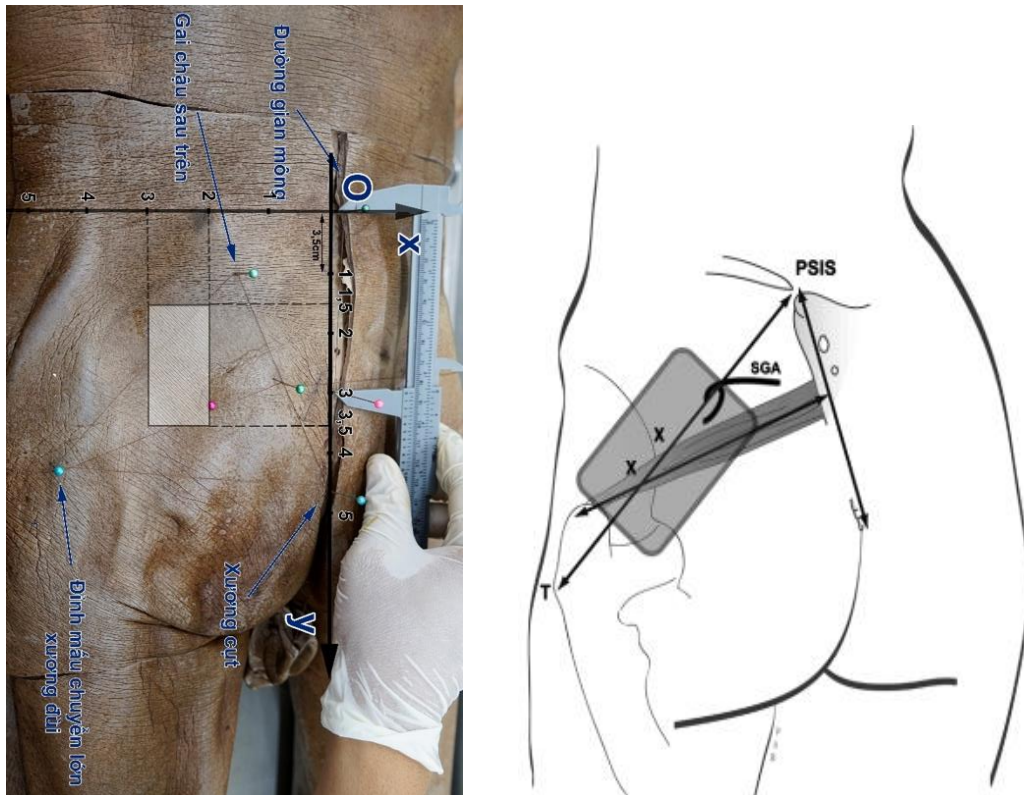 Đường gian mông
Gai chậu sau trên
O
x
5
4
3
2
1
3,5cm
1
1,5
2
3
3,5
4
5
Xương cụt
y
Đỉnh mấu chuyển lớn
xương đùi
PSIS
SGA
X
X
T